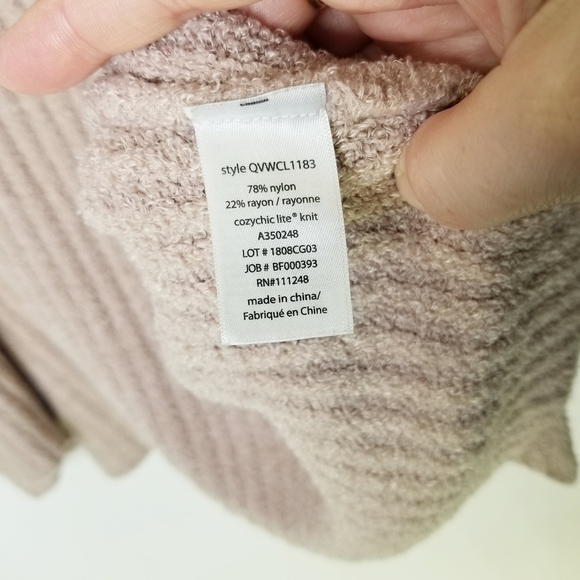 style QVWCL1183
78% nylon
22% rayon / rayonne
cozychic lite® knit
A350248
LOT # 1808CG03
JOB # BF000393
RN#111248
made in china/
Fabriqué en Chine